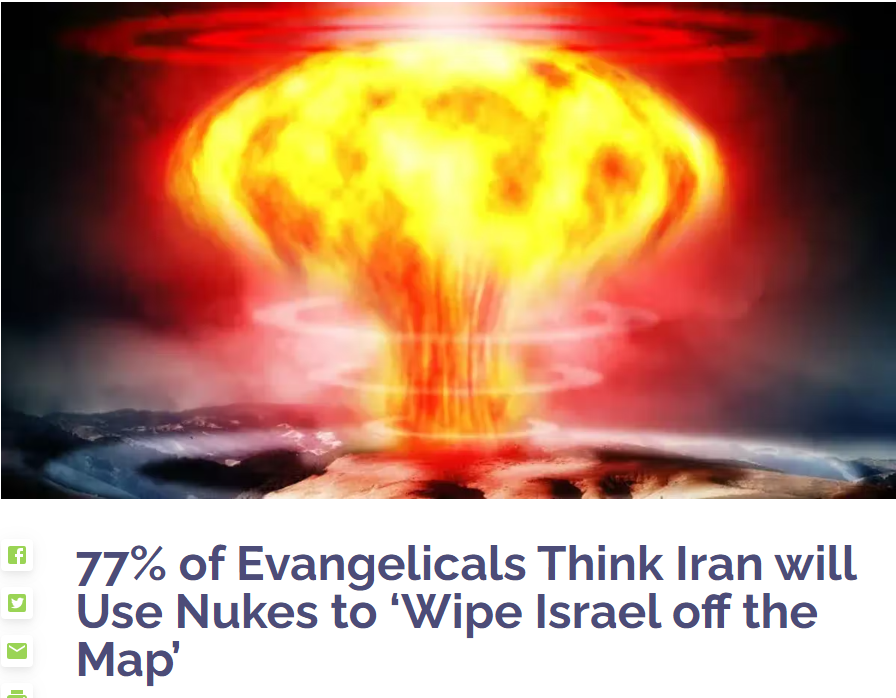 77% of Evangelicals Think Iran will
Use Nukes to ‘Wipe Israel off the
Map’